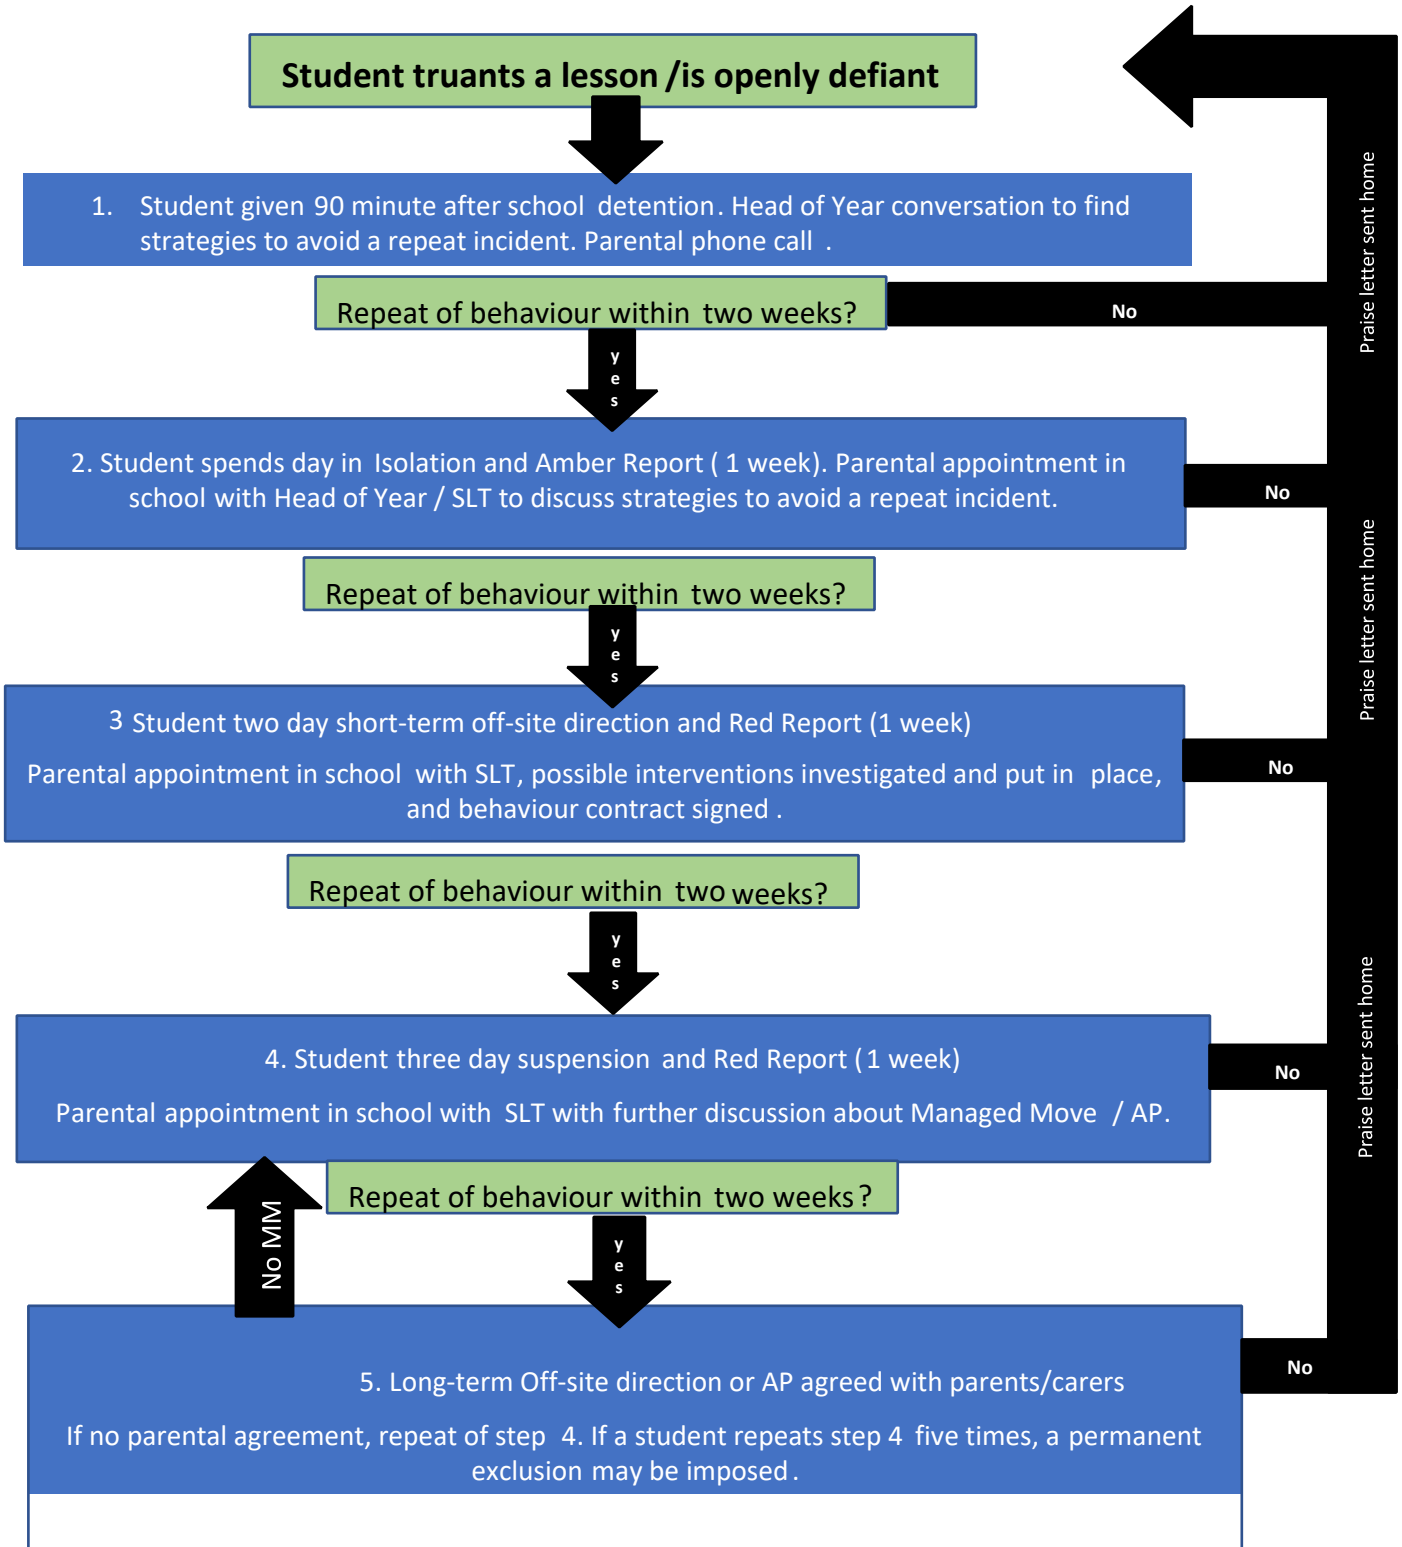 Student truants a lesson /is openly defiant
1. Student given 90 minute after school detention. Head of Year conversation to find
strategies to avoid a repeat incident. Parental phone call .
Praise letter sent home
Repeat of behaviour within two weeks?
No
yes
2. Student spends day in Isolation and Amber Report ( 1 week). Parental appointment in
school with Head of Year / SLT to discuss strategies to avoid a repeat incident.
No
Praise letter sent home
Repeat of behaviour within two weeks?
yes
3 Student two day short-term off-site direction and Red Report (1 week)
Parental appointment in school with SLT, possible interventions investigated and put in place,
and behaviour contract signed .
No
Repeat of behaviour within two weeks?
yes
Praise letter sent home
4. Student three day suspension and Red Report (1 week)
Parental appointment in school with SLT with further discussion about Managed Move / AP.
No
Repeat of behaviour within two weeks?
No MM
yes
5. Long-term Off-site direction or AP agreed with parents/carers
If no parental agreement, repeat of step 4. If a student repeats step 4 five times, a permanent
exclusion may be imposed.
No